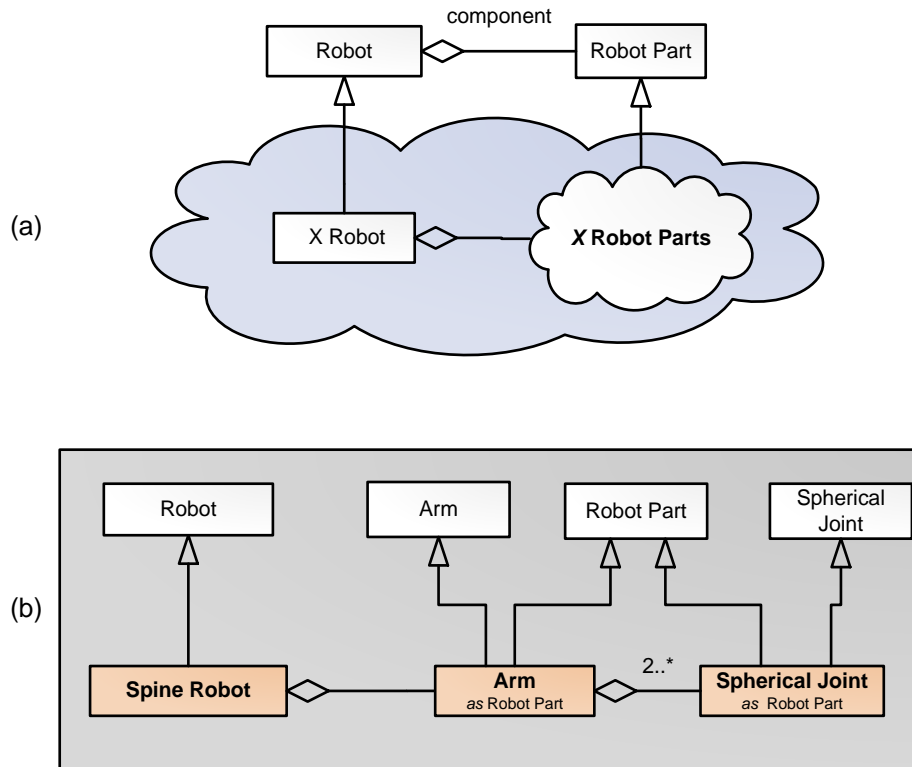 component
Robot
Robot Part
(a)
X Robot
X Robot Parts
Robot
Arm
Robot Part
Spherical
Joint
(b)
2..*
Spine Robot
Arm
as Robot Part
Spherical Joint
as Robot Part